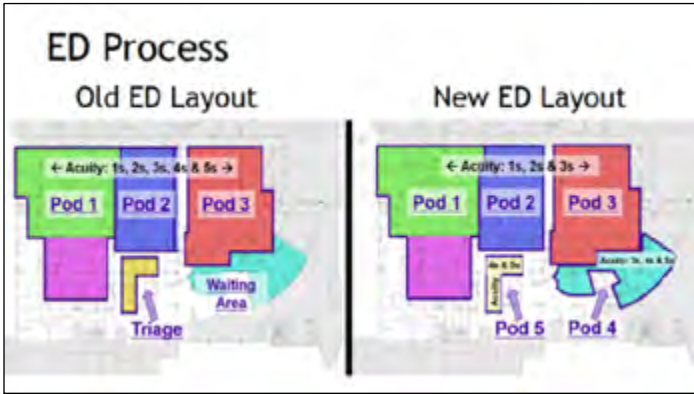 ED Process
Old ED Layout
New ED Layout
← Acuity: 1s, 2s, 3s, 4s & 5s →
Pod 1
Pod 2
Pod 3
Waiting
Area
Triage
← Acuity: 1s, 2s & 3s →
Pod 1
Pod 2
Pod 3
Acuity: 3s, 4s & 5s
Acuity
4s & 5s
Pod 5
Pod 4